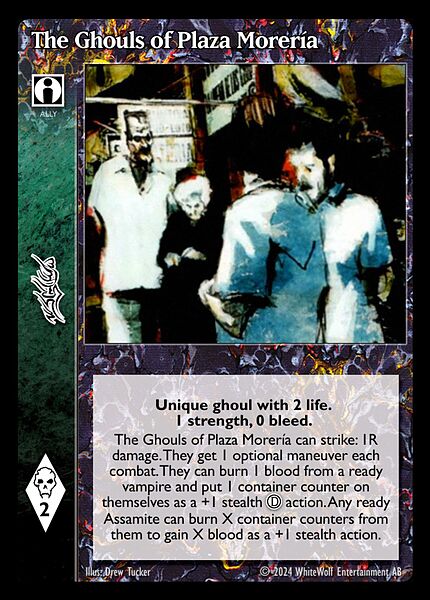 The Ghouls of Plaza Morería
ALLY
Unique ghoul with 2 life.
1 strength, 0 bleed.
The Ghouls of Plaza Morería can strike: 1R
damage. They get 1 optional maneuver each
combat. They can burn 1 blood from a ready
vampire and put 1 container counter on
themselves as a +1 stealth Ⓓ action. Any ready
Assamite can burn X container counters from
them to gain X blood as a +1 stealth action.
2
Illus: Drew Tucker
© 2024 WhiteWolf Entertainment AB